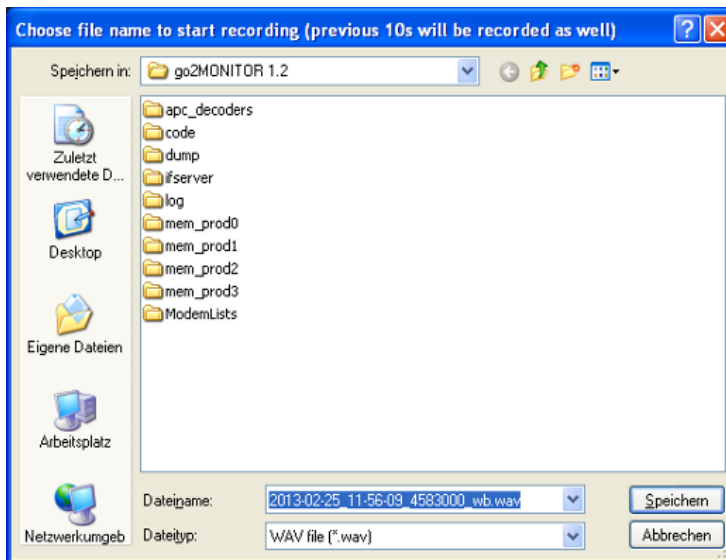 Choose file name to start recording (previous 10s will be recorded as well)
Speichern in:
go2MONITOR 1.2
Zuletzt
verwendete D...
Desktop
Eigene Dateien
Arbeitsplatz
Netzwerkumgeb
apc_decoders
code
dump
ifserver
log
mem_prod0
mem_prod1
mem_prod2
mem_prod3
ModemLists
Dateiname:
2013-02-25_11-56-09_4583000_wb.wav
Speichern
Dateityp:
WAV file (*.wav)
Abbrechen